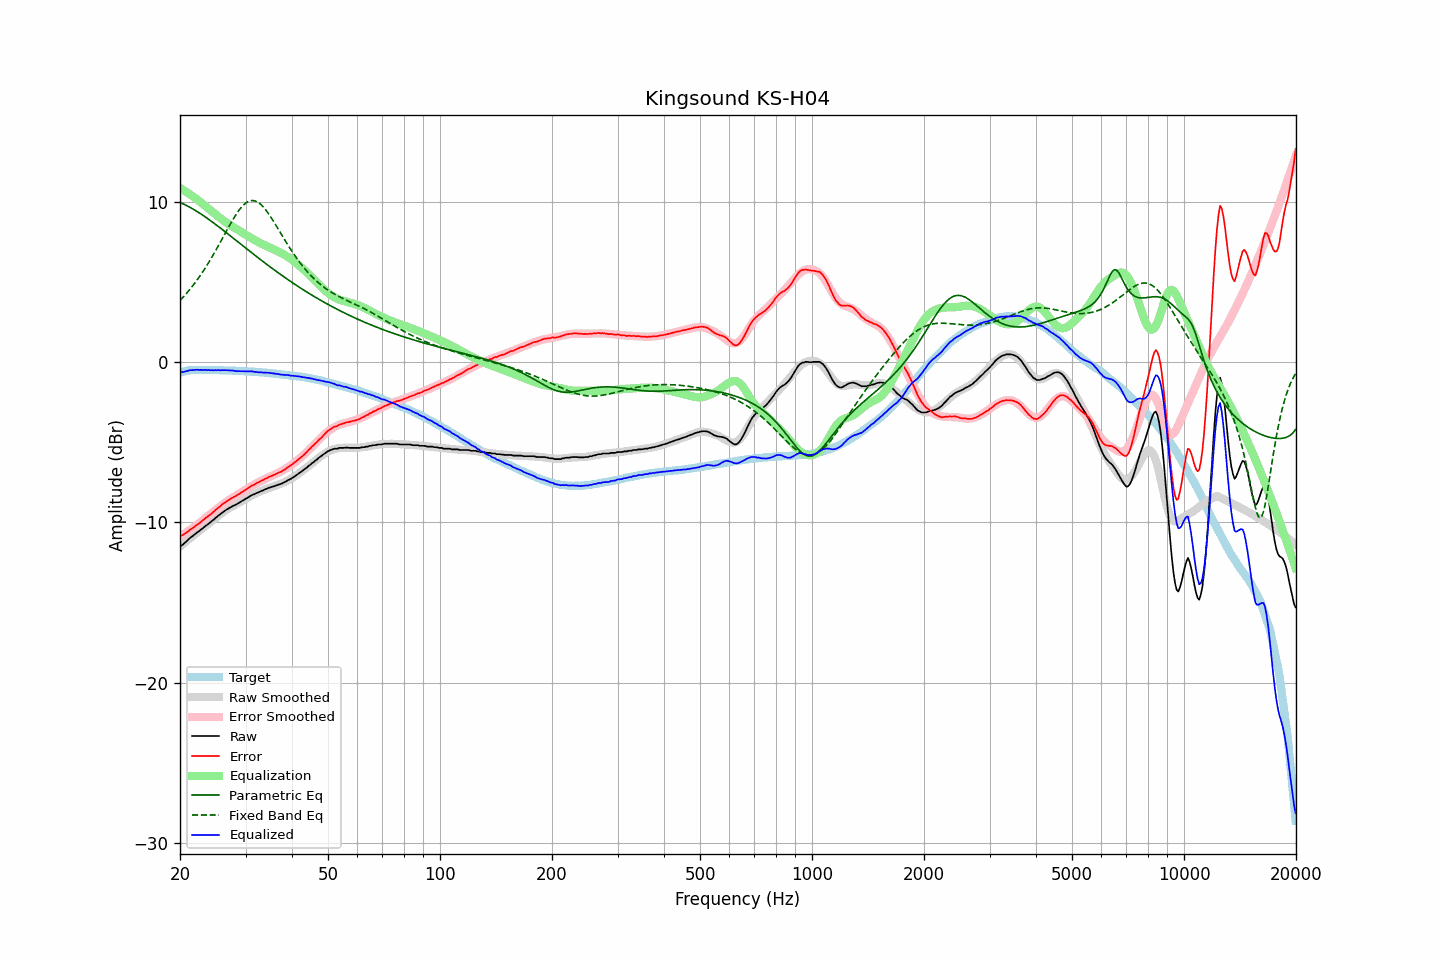 Kingsound KS-H04
Amplitude (dBr)
10
0
−10
−20
−30
Target
Raw Smoothed
Error Smoothed
Raw
Error
Equalization
Parametric Eq
Fixed Band Eq
Equalized
20 50 100 200 500 1000 2000 5000 10000 20000
Frequency (Hz)